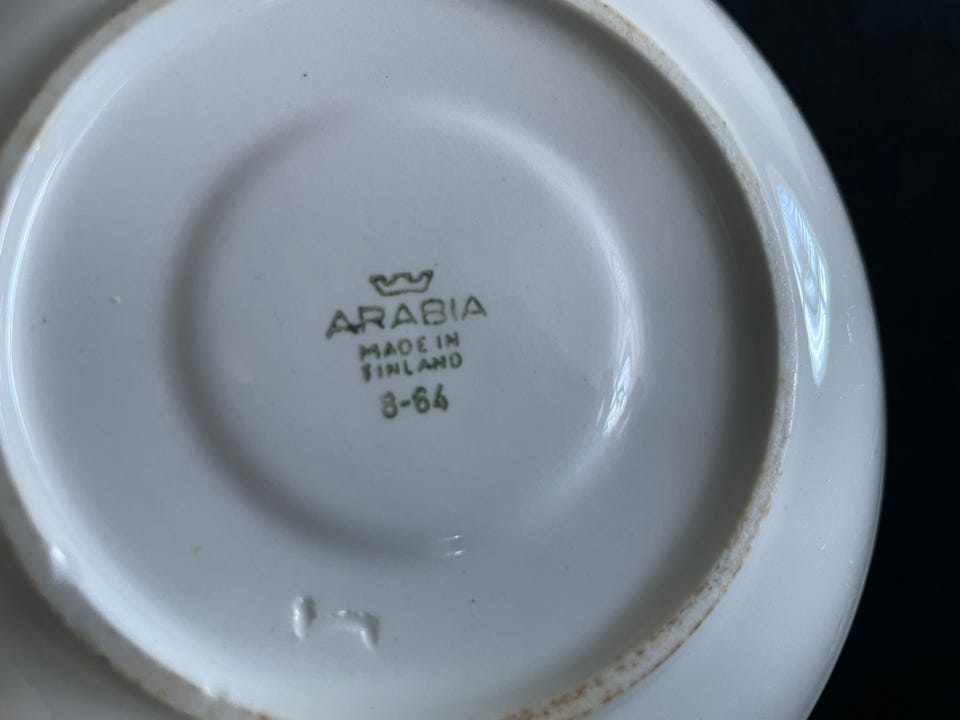 ARABIA
MADE IN
FINLAND
8-64